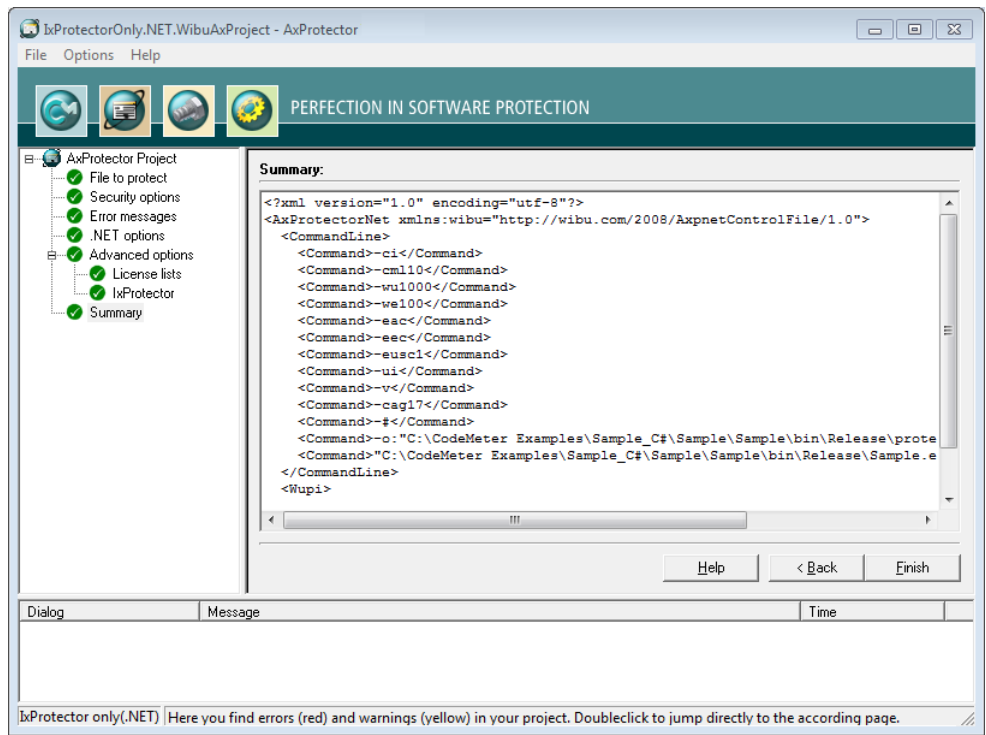 IxProtectorOnly.NET.WibuAxProject - AxProtector
File Options Help
PERFECTION IN SOFTWARE PROTECTION
AxProtector Project
File to protect
Security options
Error messages
.NET options
Advanced options
License lists
IxProtector
Summary
Summary:
<?xml version="1.0" encoding="utf-8"?>
<AxProtectorNet xmlns:wibu="http://wibu.com/2008/AxpnetControlFile/1.0">
<CommandLine>
<Command>-ci</Command>
<Command>-cml10</Command>
<Command>-wu1000</Command>
<Command>-we100</Command>
<Command>-eac</Command>
<Command>-eec</Command>
<Command>-eusc1</Command>
<Command>-ui</Command>
<Command>-v</Command>
<Command>-cag17</Command>
<Command>-#</Command>
<Command>-o:"C:\CodeMeter Examples\Sample_C#\Sample\Sample\bin\Release\prote
<Command>"C:\CodeMeter Examples\Sample_C#\Sample\Sample\bin\Release\Sample.e
</CommandLine>
<Wupi>
Help < Back Finish
Dialog Message Time
IxProtector only(.NET) Here you find errors (red) and warnings (yellow) in your project. Doubleclick to jump directly to the according page.